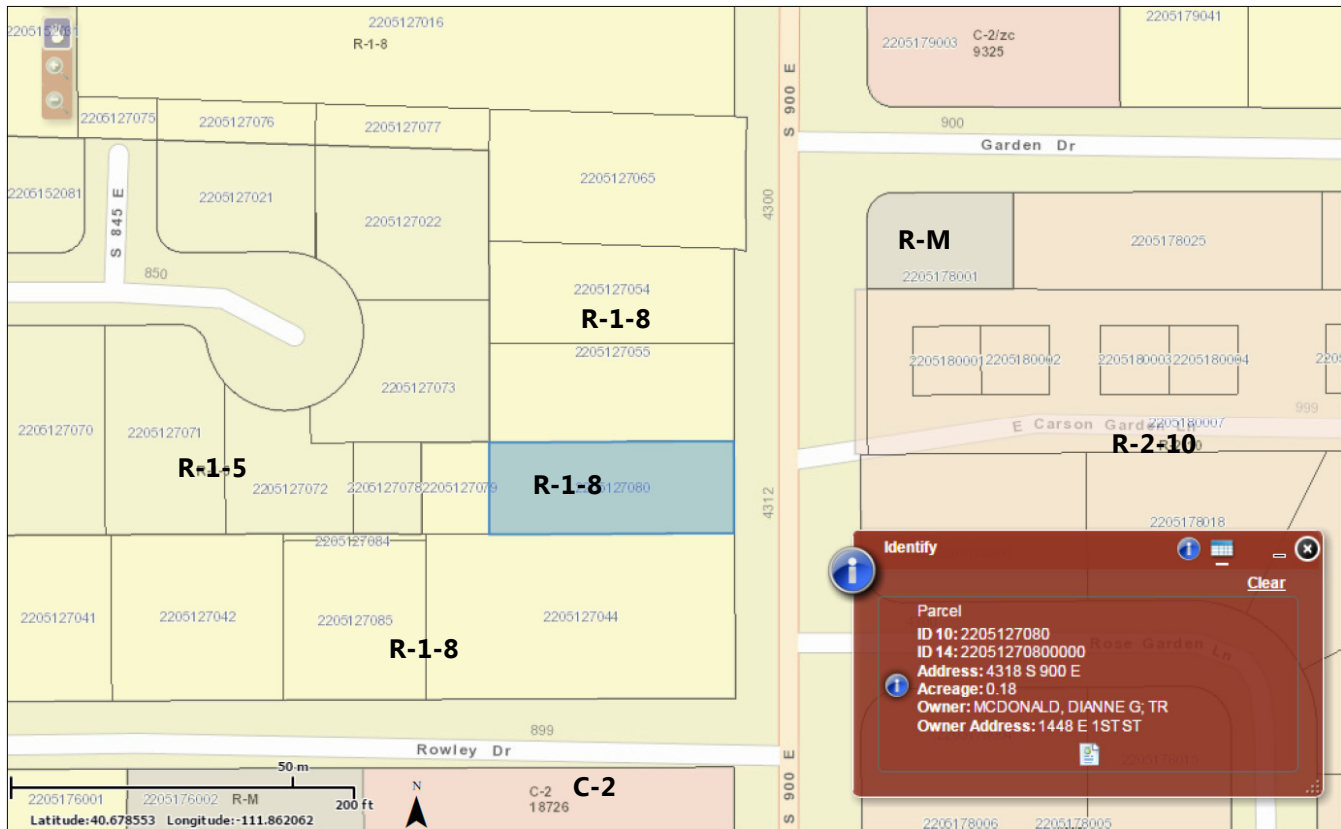 2205127016
R-1-8
2205179041
C-2/zc
9325
2205179003
S 900 E
900
Garden Dr
2205127075
2205127076
2205127077
2205127065
2205152081
S 845 E
2205127021
2205127022
4300
850
R-M
2205178001
2205178025
2205127054
R-1-8
2205127055
2205180001
2205180002
2205180003
2205180004
2205127073
999
2205127070
2205127071
E Carson Garden Ln
2205180007
R-2-10
R-1-5
2205127072
2205127078
2205127079
R-1-8
2205127080
4312
2205178018
2205127084
2205127041
2205127042
2205127085
2205127044
R-1-8
Identify
Clear
Parcel
ID 10: 2205127080
ID 14: 22051270800000
Address: 4318 S 900 E
Acreage: 0.18
Owner: MCDONALD, DIANNE G; TR
Owner Address: 1448 E 1ST ST
Rose Garden Ln
2205178015
899
Rowley Dr
S 900 E
50 m
200 ft
N
2205176001
2205176002
R-M
C-2
18726
C-2
Latitude:40.678553 Longitude:-111.862062
2205178006
2205178005